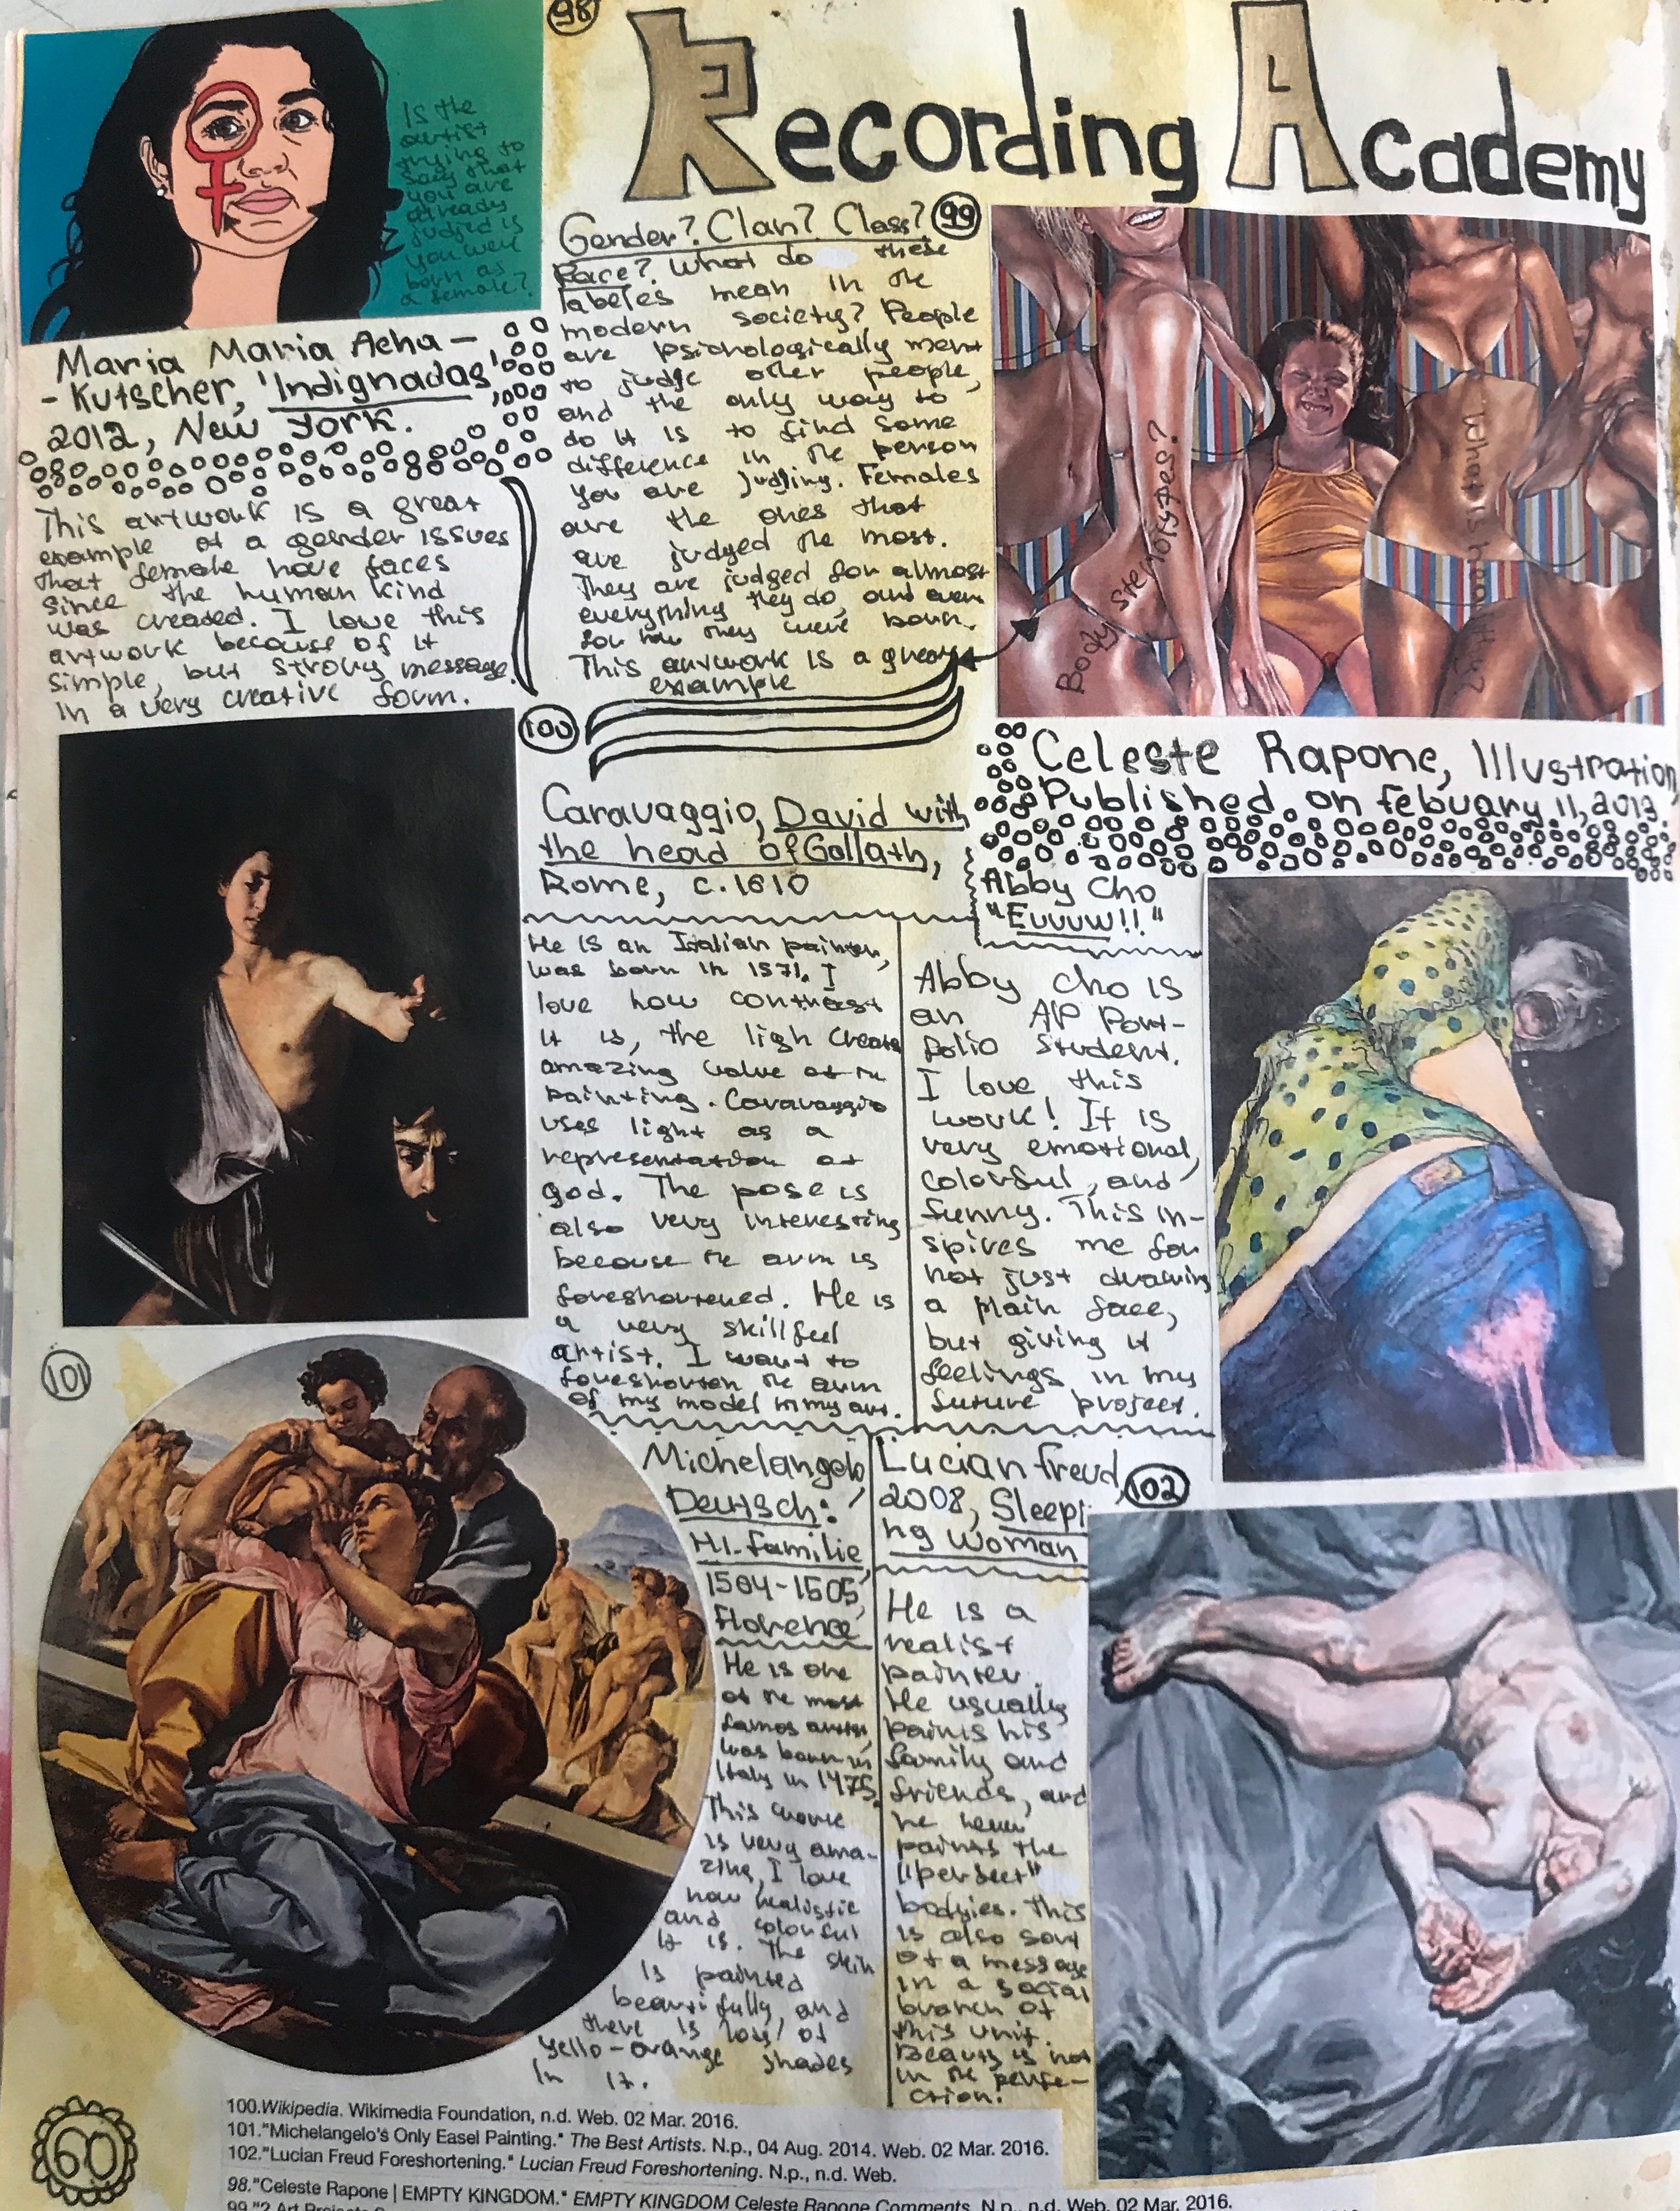 98
Recording Academy
Is the
artist
trying to
say that
you are
already
judged is
you were
born as
a female?
Maria Maria Acha-
-Kutscher, 'Indignadas',
2012, New York.
This artwork is a great
example of a gender issues
that female have faces
since the human kind
was created. I love this
artwork because of it
simple, but strong message
in a very creative form.
Gender? Clan? Class? 99
Race? What do these
labeles mean in the
modern society? People
are psichologically ment
to judge other people,
and the only way to
do it is to find some
difference in the person
you are judjing. Females
are the ones that
are judged the most.
They are judged for almost
everything they do, and even
for how they were born.
This artwork is a great
example
Body stereotypes?
What is healthy?
Celeste Rapone, Illustration,
Published on febuary 11, 2013.
100
Caravaggio, David with
the head of Goliath,
Rome, c.1610
He is an Italian painter,
was born in 1571. I
love how contrast
it is, the ligh create
amazing value of the
painting. Caravaggio
uses light as a
representation of
god. The pose is
also very interesting
because the arm is
foreshortened. He is
a very skillfeel
artist. I want to
foreshorten the arm
of my model in my art.
Abby Cho
"Euuuw!!"
Abby Cho is
an AP Port-
folio Student.
I love this
work! It is
very emotional,
colorful, and
funny. This in-
spires me for
not just drawing
a plain face,
but giving it
feelings in my
future project.
101
Michelangelo,
Deutsch:
Hl. Familie,
1504-1505,
Florence
He is one
of the most
famos artist,
was born in
Italy in 1475.
This work
is very ama-
zing, I love
how realistic
and colourful
it is. The skin
is painted
beautifully, and
there is lots of
yello-orange shades
in it.
Lucian Freud, 102
2008, Sleepi
ng Woman
He is a
realist
painter.
He usually
paints his
family and
friends, and
he never
paints the
"perfect"
bodyies. This
is also sort
of a message
in a social
branch of
this unit.
Beauty is not
in the perfe-
ction.
60
100.Wikipedia. Wikimedia Foundation, n.d. Web. 02 Mar. 2016.
101."Michelangelo's Only Easel Painting." The Best Artists. N.p., 04 Aug. 2014. Web. 02 Mar. 2016.
102."Lucian Freud Foreshortening." Lucian Freud Foreshortening. N.p., n.d. Web.
98."Celeste Rapone | EMPTY KINGDOM." EMPTY KINGDOM Celeste Rapone Comments. N.p., n.d. Web. 02 Mar. 2016.
99."2 Art Projects